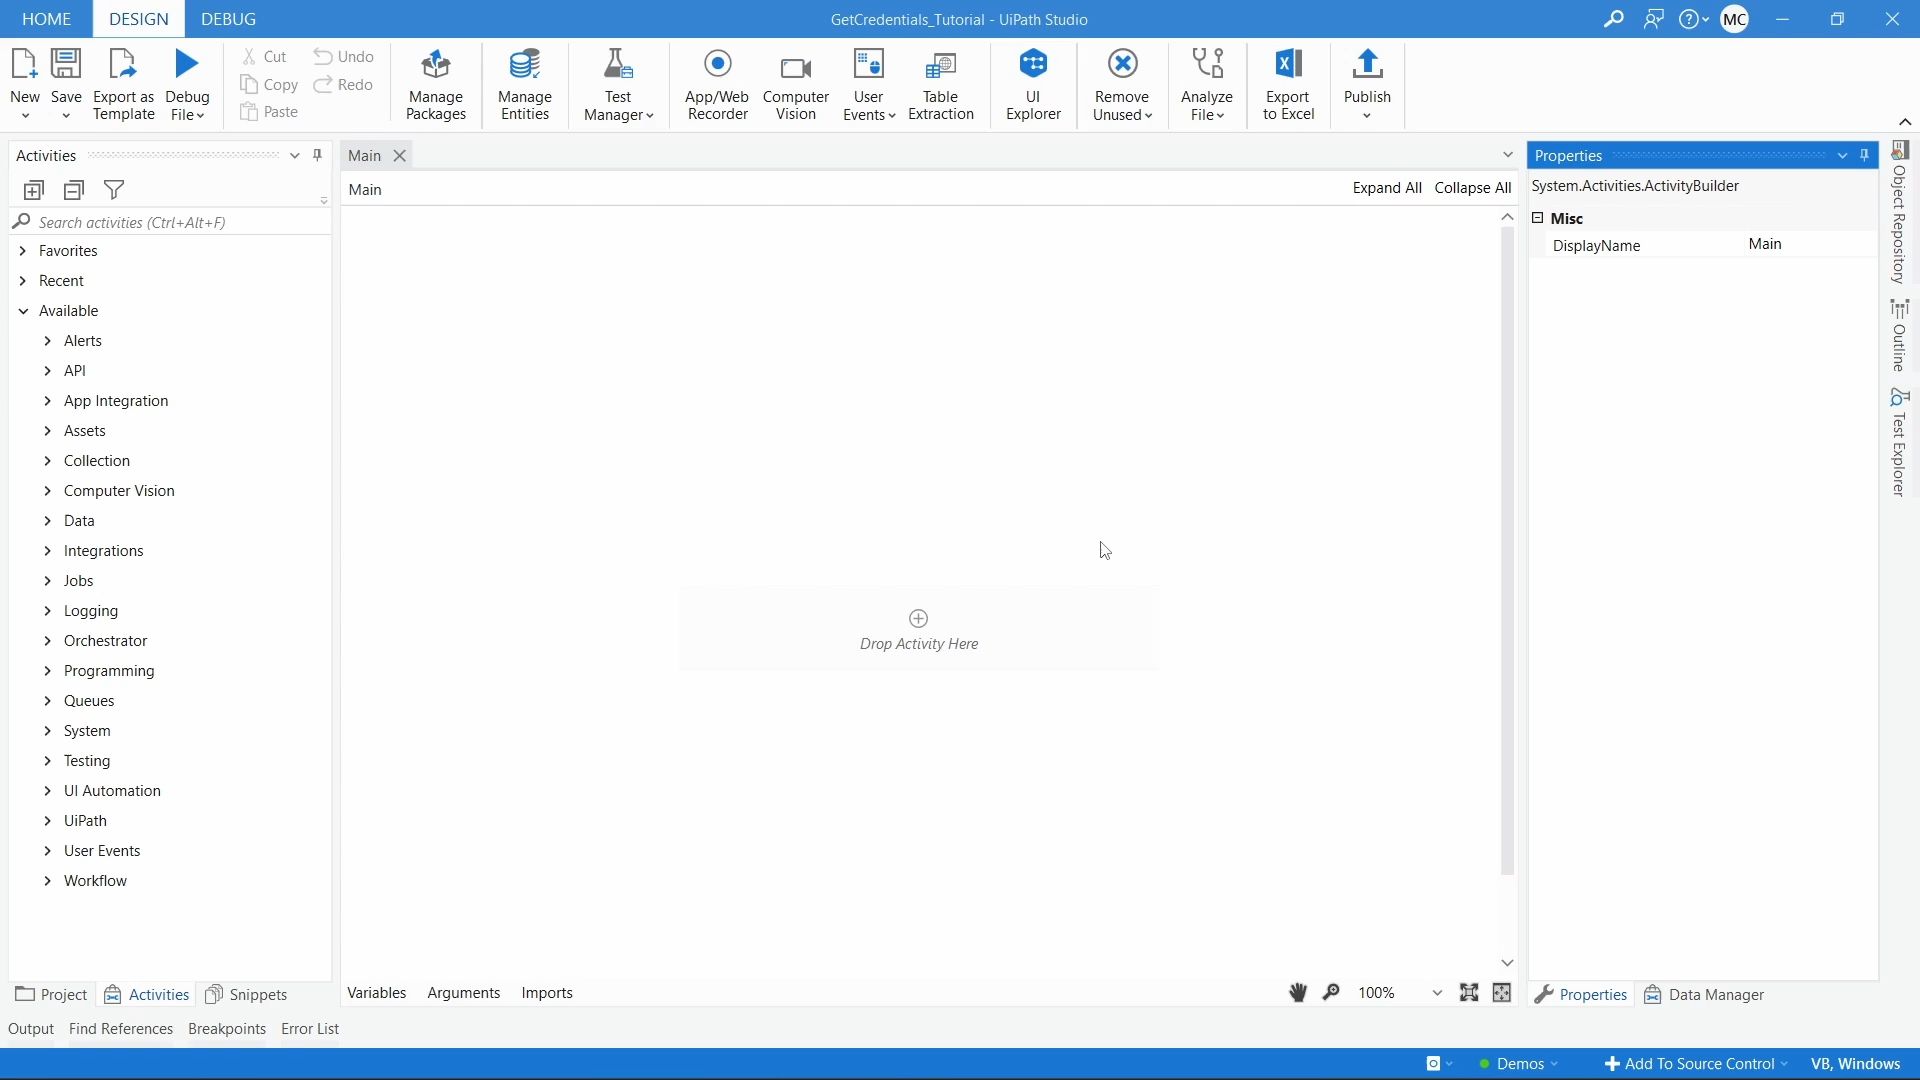 HOME DESIGN DEBUG GetCredentials_Tutorial - UiPath Studio MC
New
Save
Export as
Template
Debug
File
Cut
Copy
Paste
Undo
Redo
Manage
Packages
Manage
Entities
Test
Manager
App/Web
Recorder
Computer
Vision
User
Events
Table
Extraction
UI
Explorer
Remove
Unused
Analyze
File
Export
to Excel
Publish
Activities
Search activities (Ctrl+Alt+F)
Favorites
Recent
Available
Alerts
API
App Integration
Assets
Collection
Computer Vision
Data
Integrations
Jobs
Logging
Orchestrator
Programming
Queues
System
Testing
UI Automation
UiPath
User Events
Workflow
Project Activities Snippets
Main
Main Expand All Collapse All
Drop Activity Here
Variables Arguments Imports 100%
Properties
System.Activities.ActivityBuilder
Misc
DisplayName Main
Properties Data Manager
Object Repository
Outline
Test Explorer
Output Find References Breakpoints Error List
Demos Add To Source Control VB, Windows